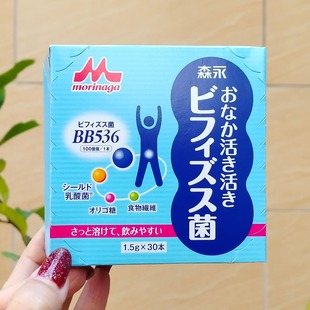 morinaga
森永
おなか活き活き
ビフィズス菌
ビフィズス菌
BB536
100億個/1本
シールド
乳酸菌
オリゴ糖
食物繊維
さっと溶けて、飲みやすい
1.5g×30本